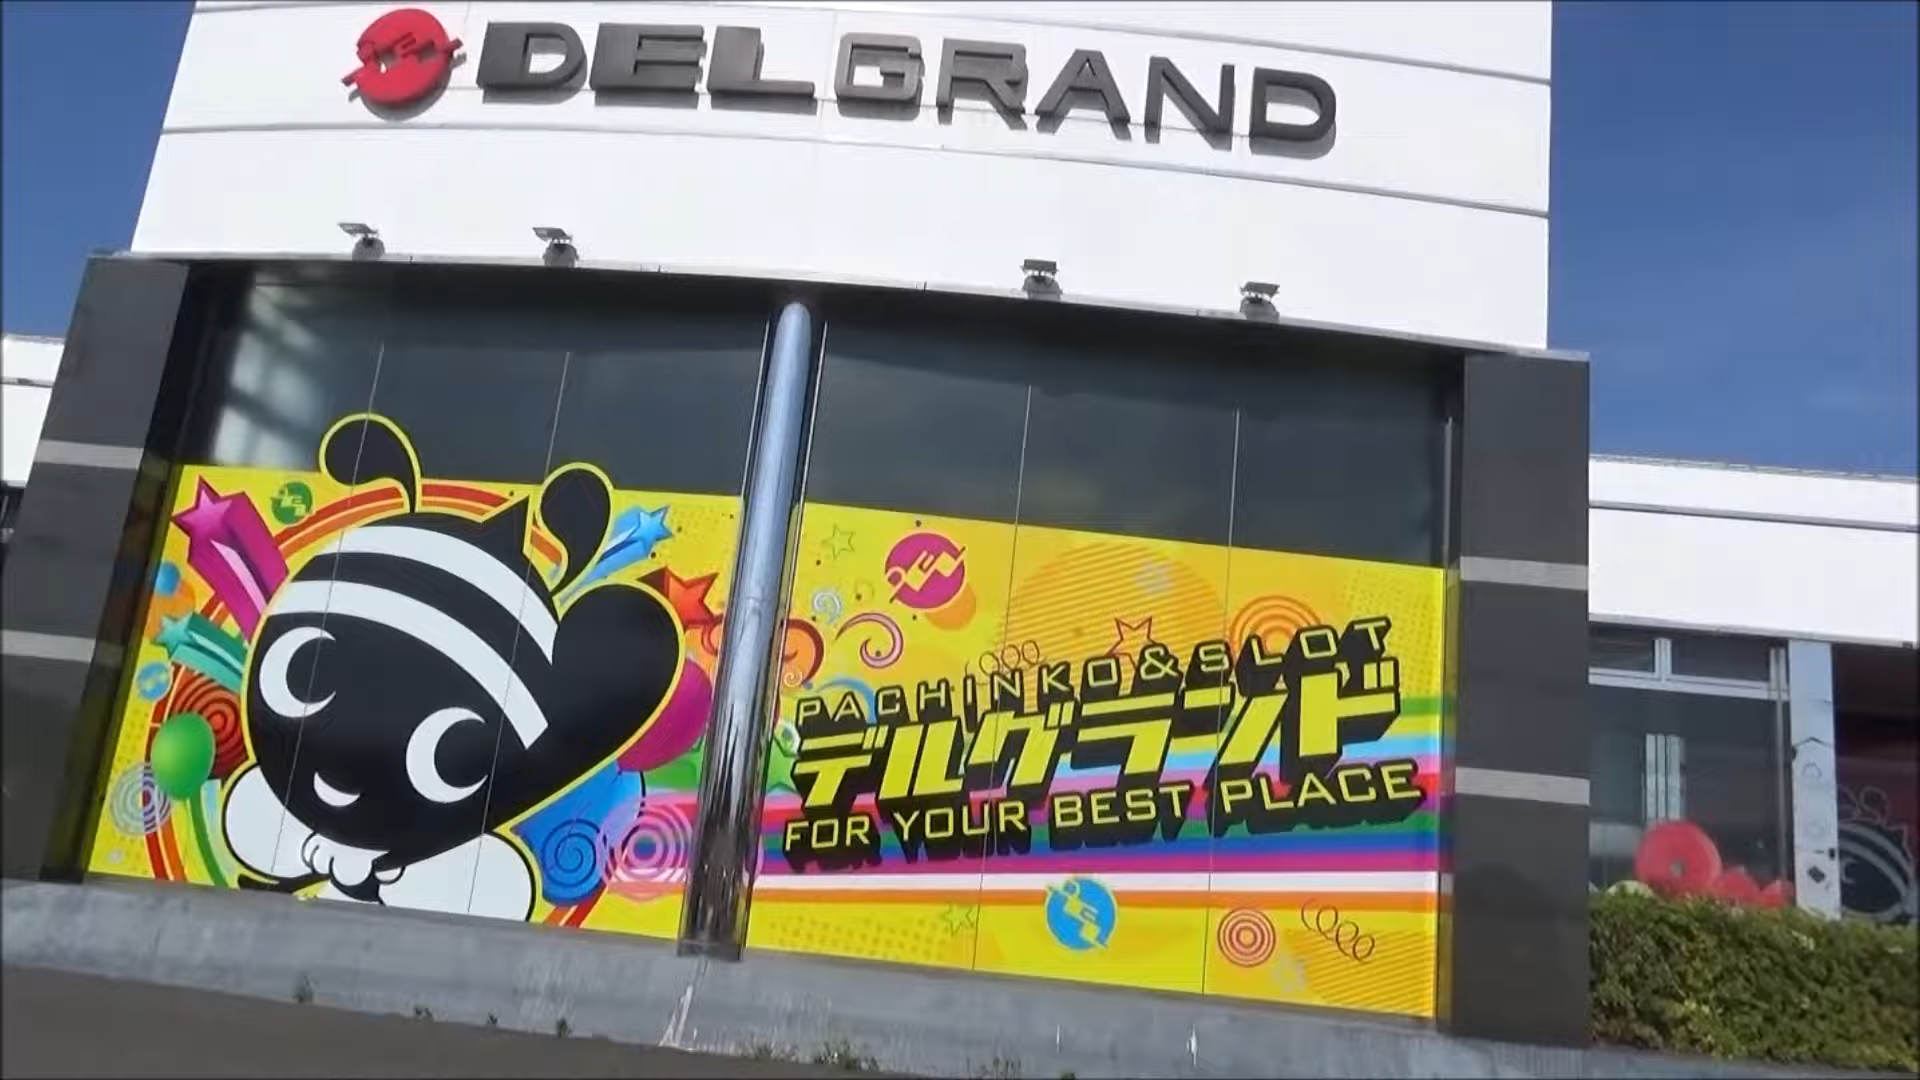 DELGRAND
PACHINKO&SLOT
デルグランド
FOR YOUR BEST PLACE